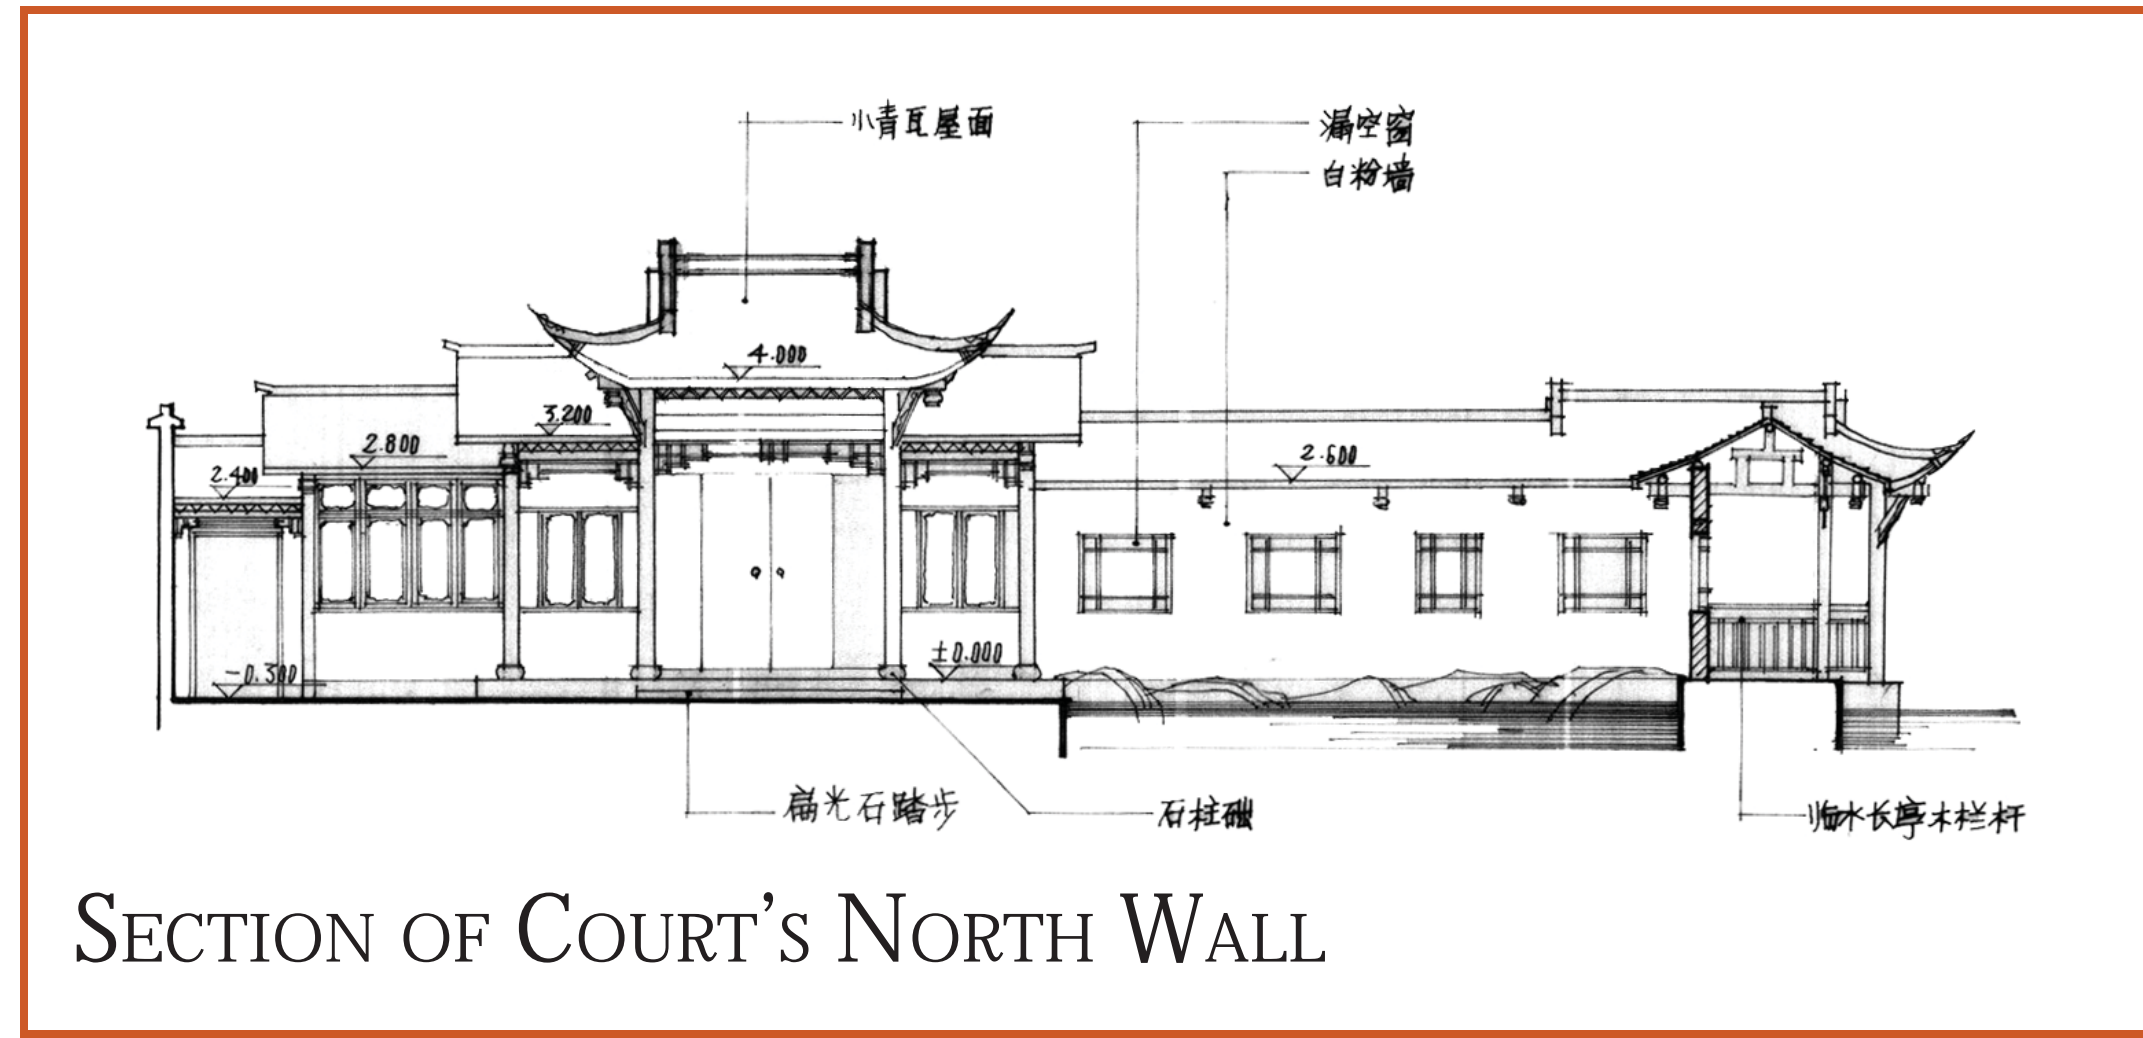 小青瓦屋面
漏空窗
白粉墙
4.000
3.200
2.800
2.400
2.600
±0.000
-0.300
扁光石踏步
石柱础
临水长亭木栏杆
Section of Court's North Wall